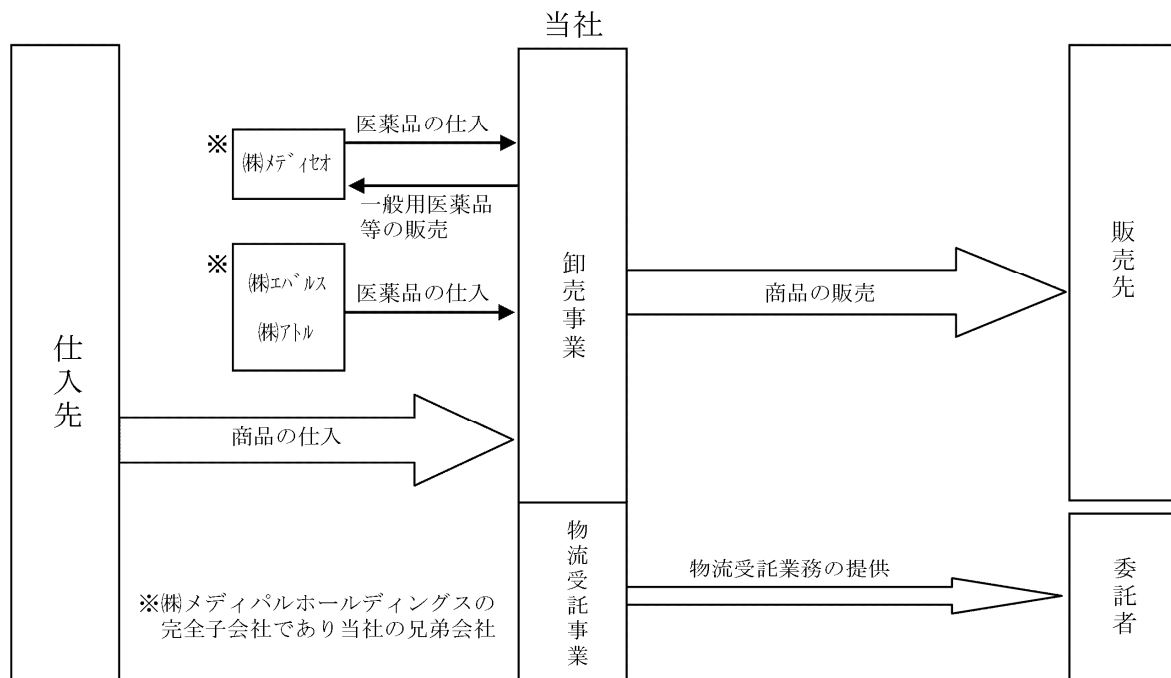 当社
仕入先
※
㈱メディセオ
医薬品の仕入
一般用医薬品
等の販売
※
㈱エバルス
㈱アトル
医薬品の仕入
商品の仕入
卸売事業
商品の販売
販売先
物流受託事業
物流受託業務の提供
委託者
※㈱メディパルホールディングスの
完全子会社であり当社の兄弟会社